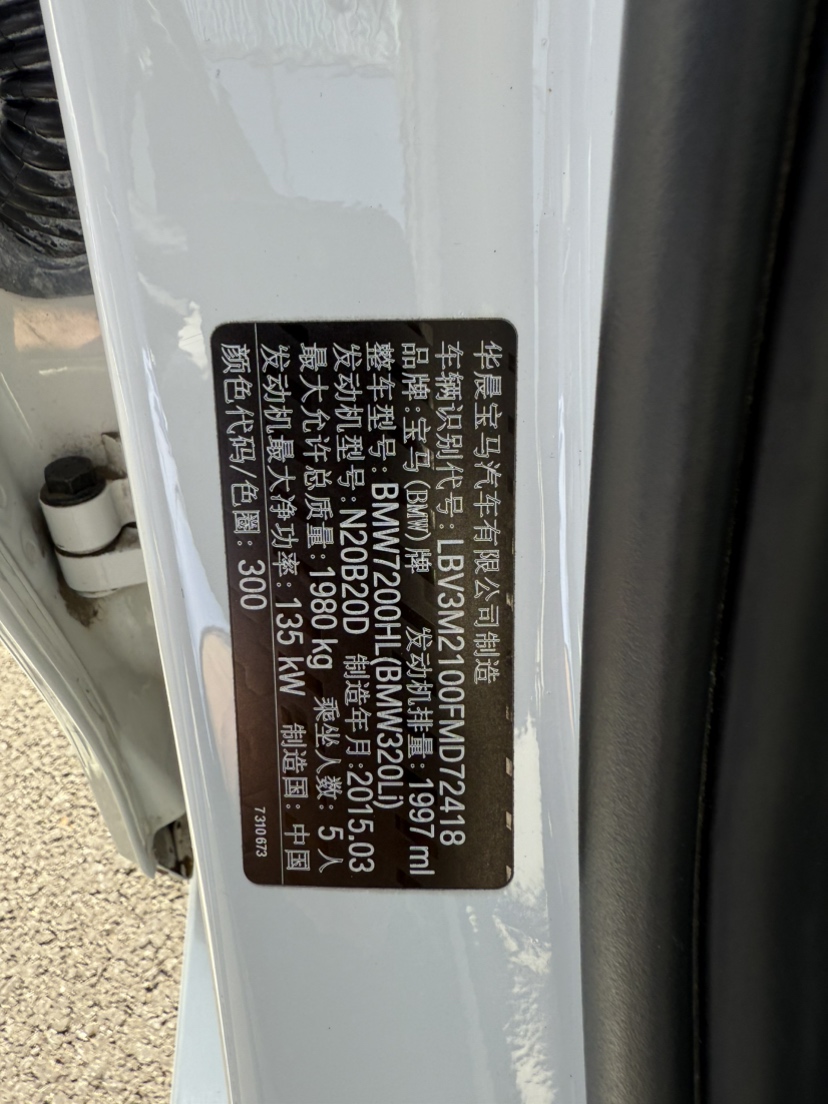 华晨宝马汽车有限公司制造
车辆识别代号：LBV3M2100FMD72418
品牌：宝马(BMW)牌 发动机排量：1997 ml
整车型号：BMW7200HL(BMW320Li)
发动机型号：N20B20D 制造年月：2015.03
最大允许总质量：1980 kg 乘坐人数：5人
发动机最大净功率：135 kW 制造国：中国
颜色代码/色圈：300
7310673